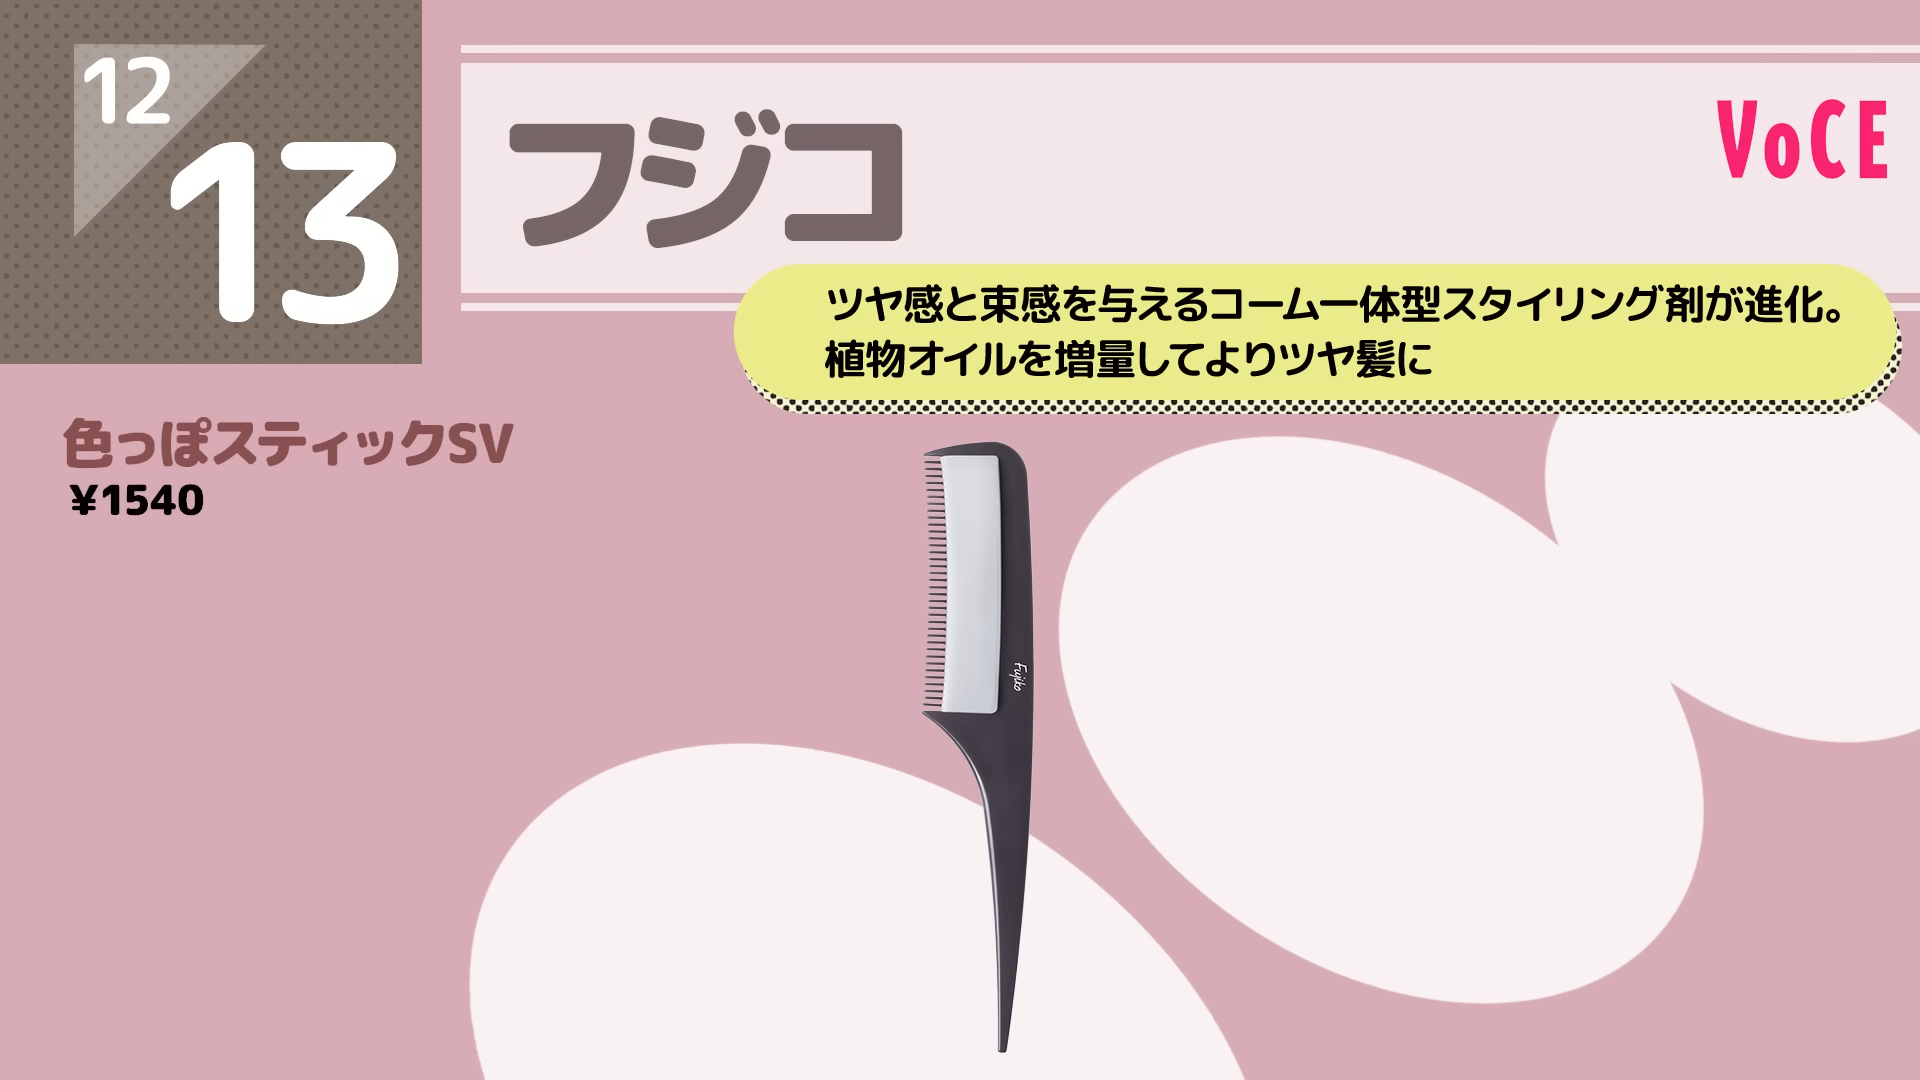 12
13
フジコ
VoCE
ツヤ感と束感を与えるコーム一体型スタイリング剤が進化。
植物オイルを増量してよりツヤ髪に
色っぽスティックSV
¥1540
Fujiko